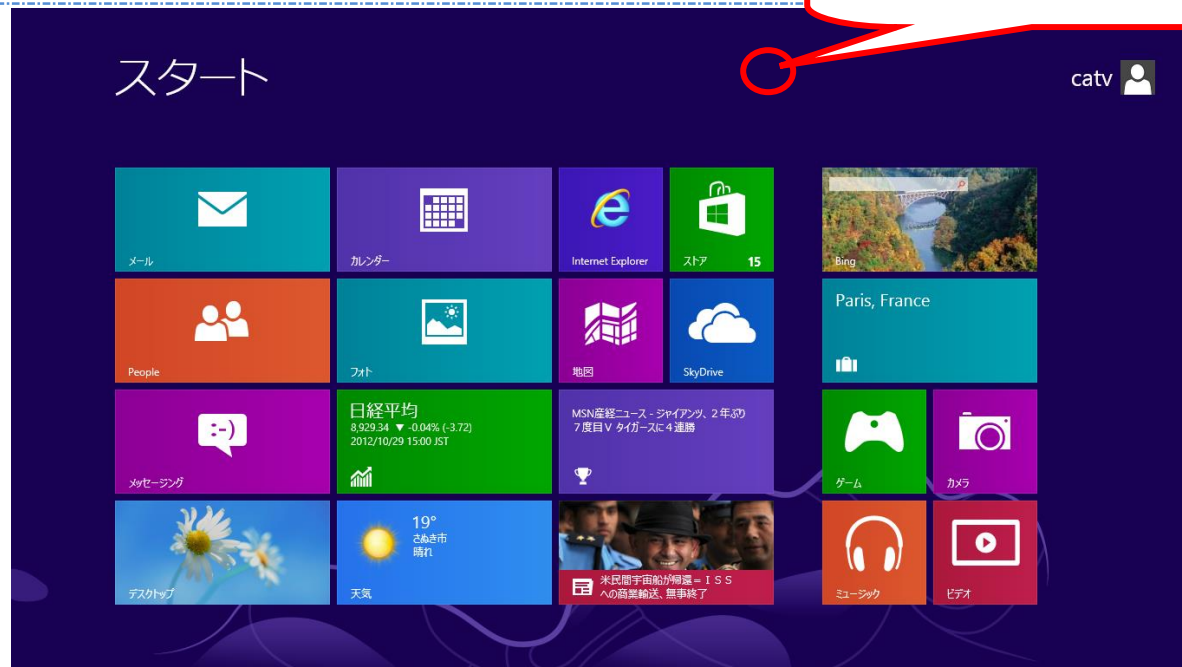 スタート
catv
メール
カレンダー
Internet Explorer
ストア
15
Bing
People
フォト
地図
SkyDrive
Paris, France
メッセージング
日経平均
8,929.34 ▼ -0.04% (-3.72)
2012/10/29 15:00 JST
MSN産経ニュース - ジャイアンツ、2年ぶり
7度目V タイガースに4連勝
ゲーム
カメラ
デスクトップ
19°
さぬき市
晴れ
天気
米民間宇宙船が帰還=ISS
への商業輸送、無事終了
ミュージック
ビデオ